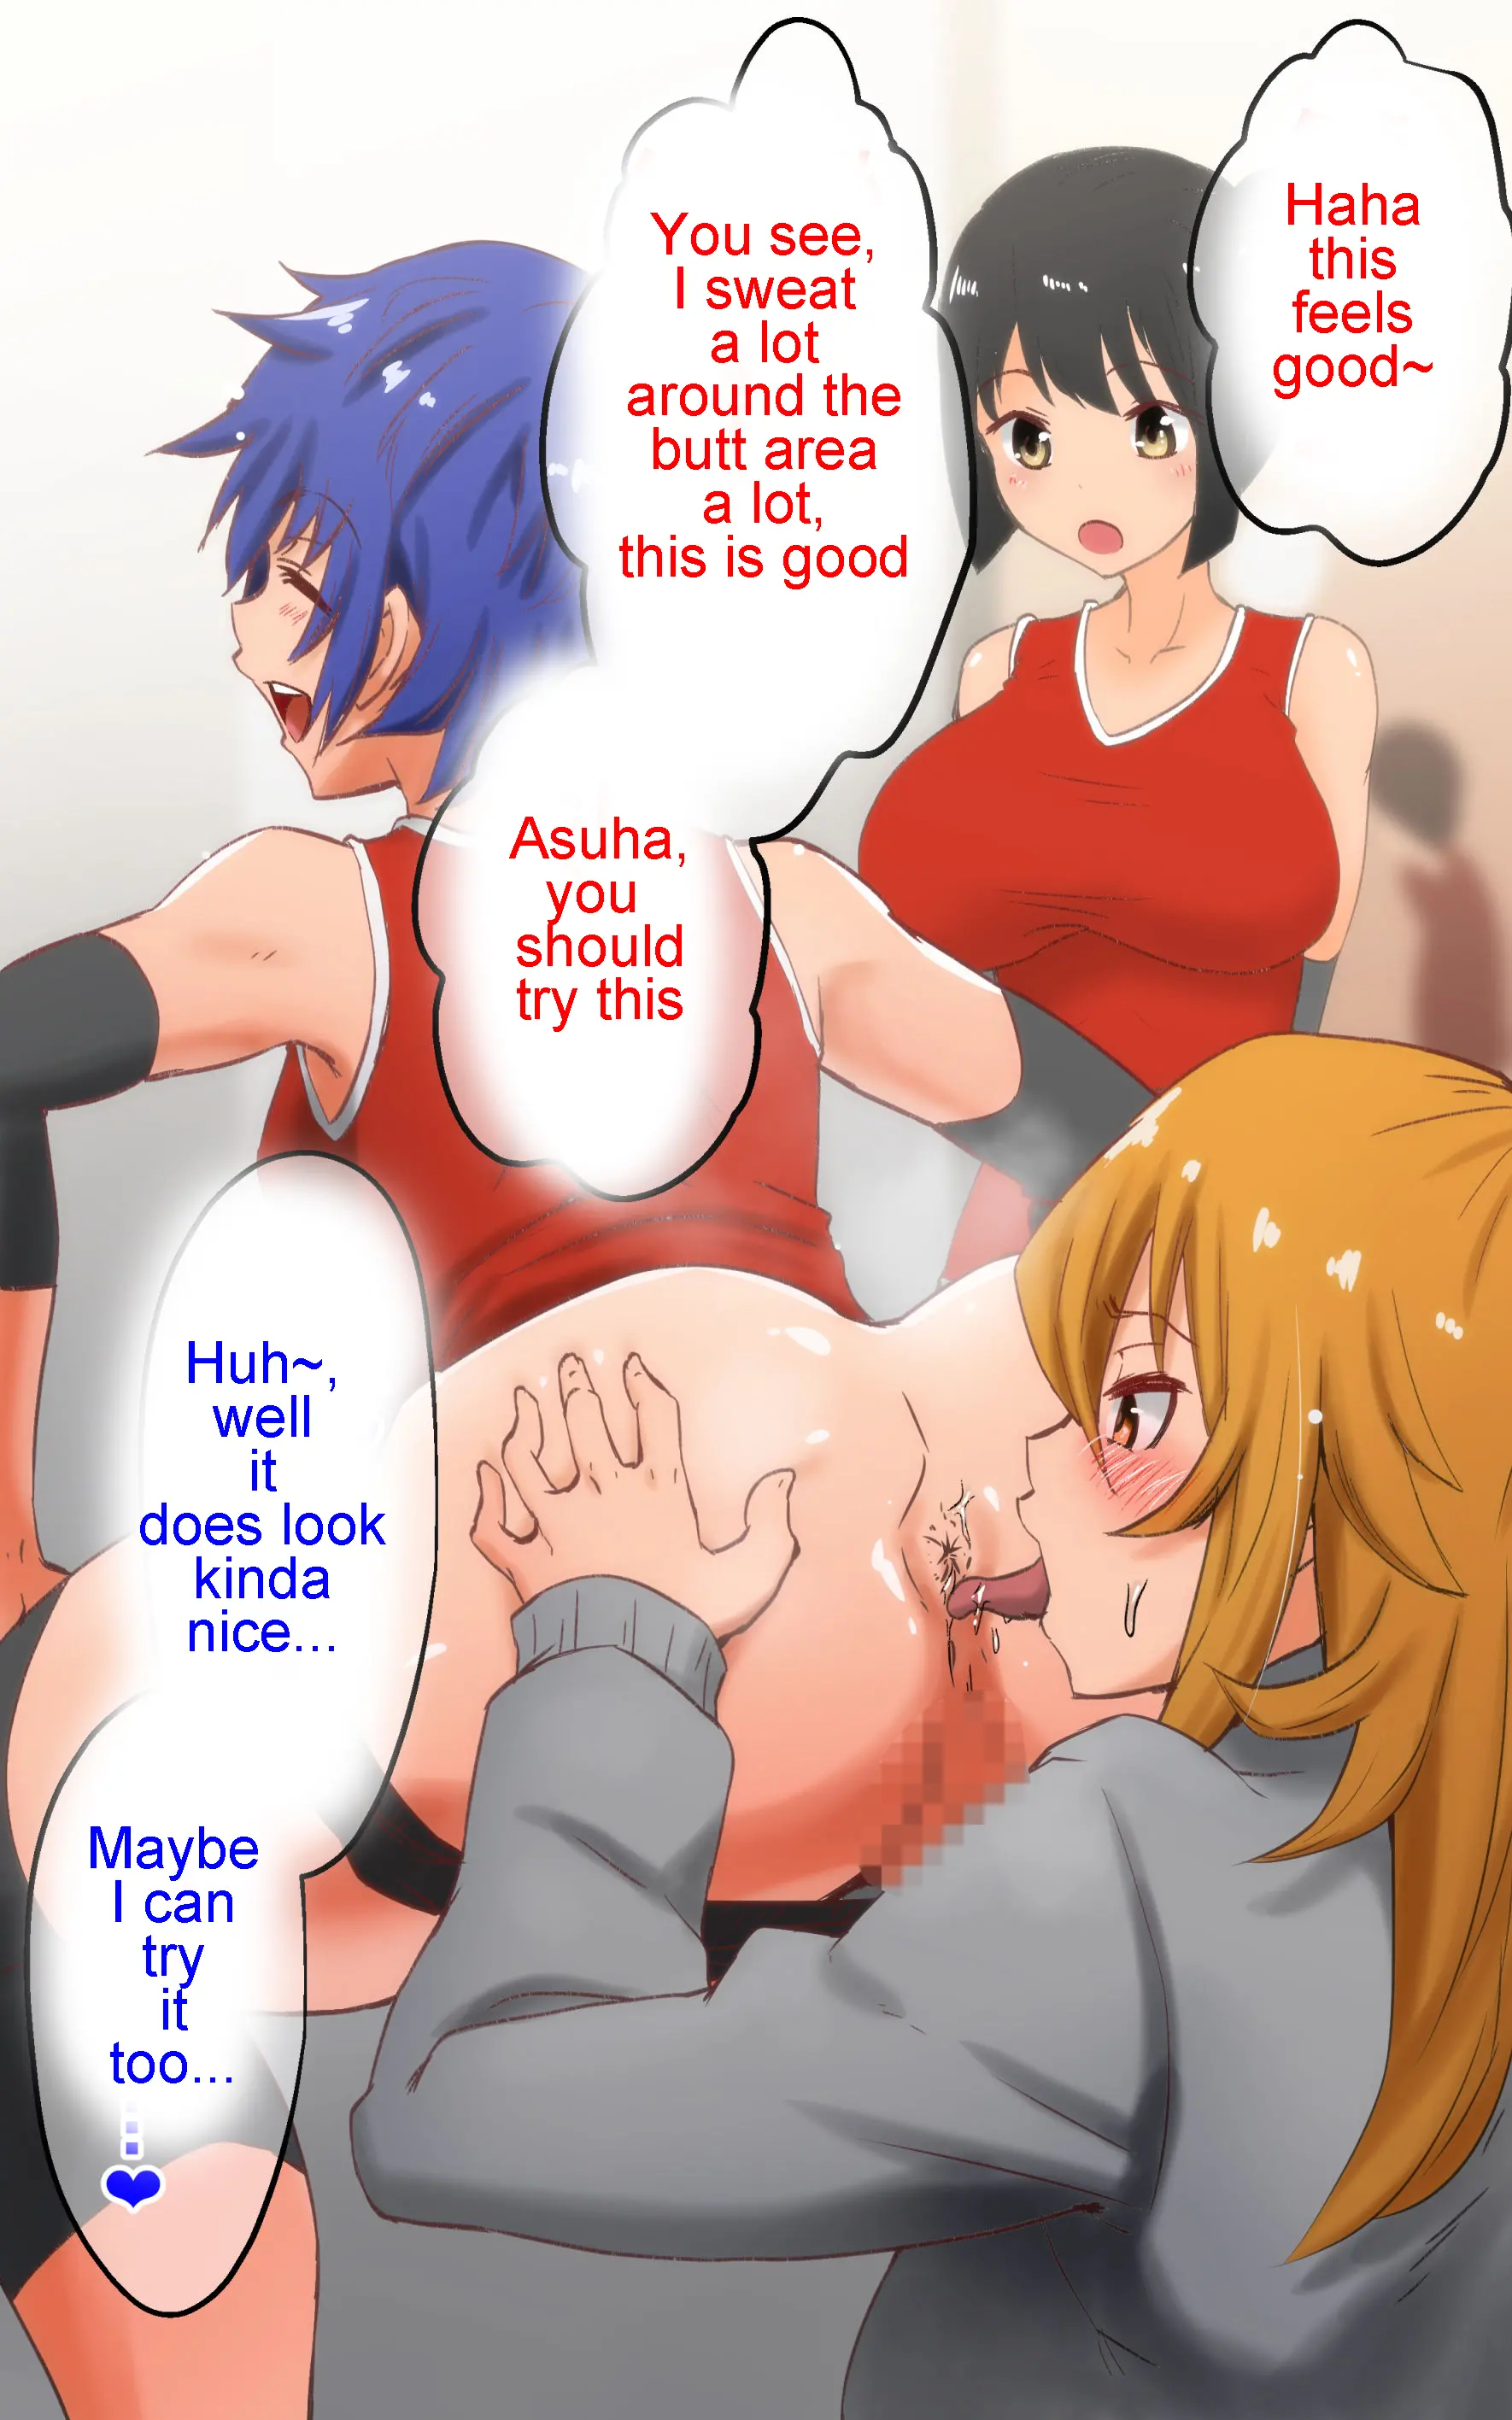 Haha
this
feels
good~
You see,
I sweat
a lot
around the
butt area
a lot,
this is good
Asuha,
you
should
try this
Huh~,
well
it
does look
kinda
nice...
Maybe
I can
try
it
too...